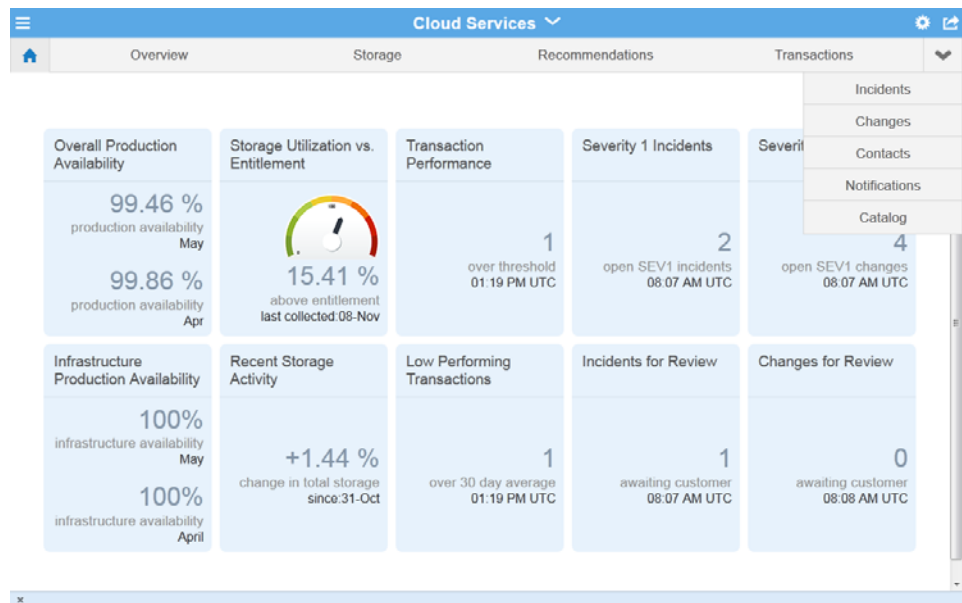 Cloud Services
Overview
Storage
Recommendations
Transactions
Incidents
Changes
Contacts
Notifications
Catalog
Overall Production
Availability
99.46 %
production availability
May
99.86 %
production availability
Apr
Storage Utilization vs.
Entitlement
15.41 %
above entitlement
last collected:08-Nov
Transaction
Performance
1
over threshold
01:19 PM UTC
Severity 1 Incidents
2
open SEV1 incidents
08:07 AM UTC
Severit
4
open SEV1 changes
08:07 AM UTC
Infrastructure
Production Availability
100%
infrastructure availability
May
100%
infrastructure availability
April
Recent Storage
Activity
+1.44 %
change in total storage
since:31-Oct
Low Performing
Transactions
1
over 30 day average
01:19 PM UTC
Incidents for Review
1
awaiting customer
08:07 AM UTC
Changes for Review
0
awaiting customer
08:08 AM UTC
x